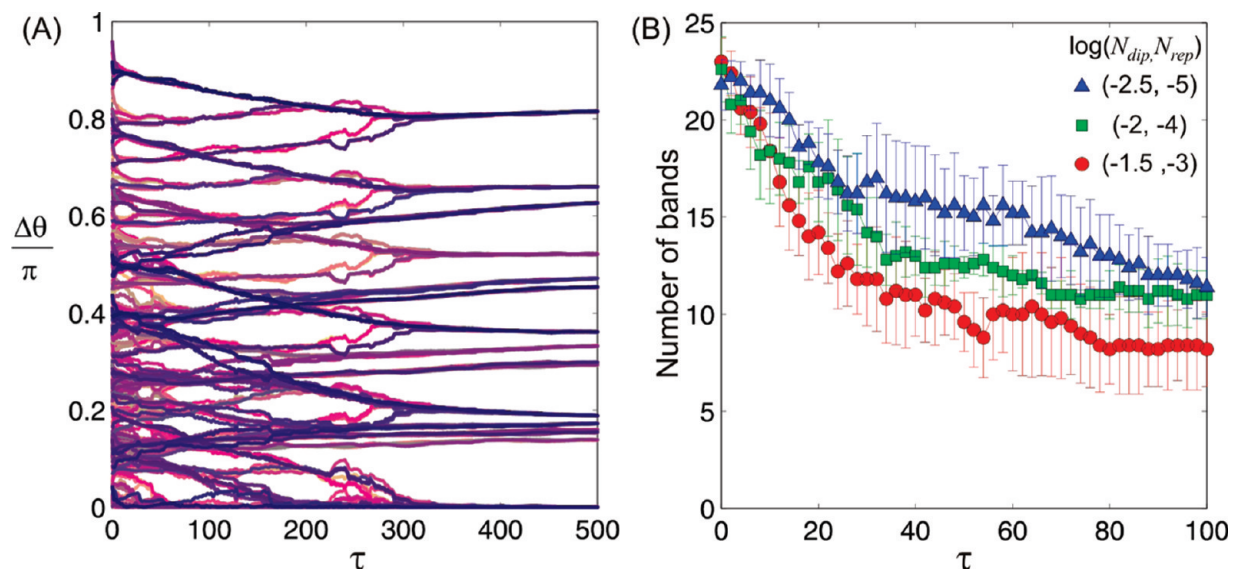 (A)
1
0.8
0.6
Δθ
π
0.4
0.2
0
0 100 200 300 400 500
τ
(B)
25
20
15
10
5
0
Number of bands
log(N_dip,N_rep)
(-2.5, -5)
(-2, -4)
(-1.5, -3)
0 20 40 60 80 100
τ